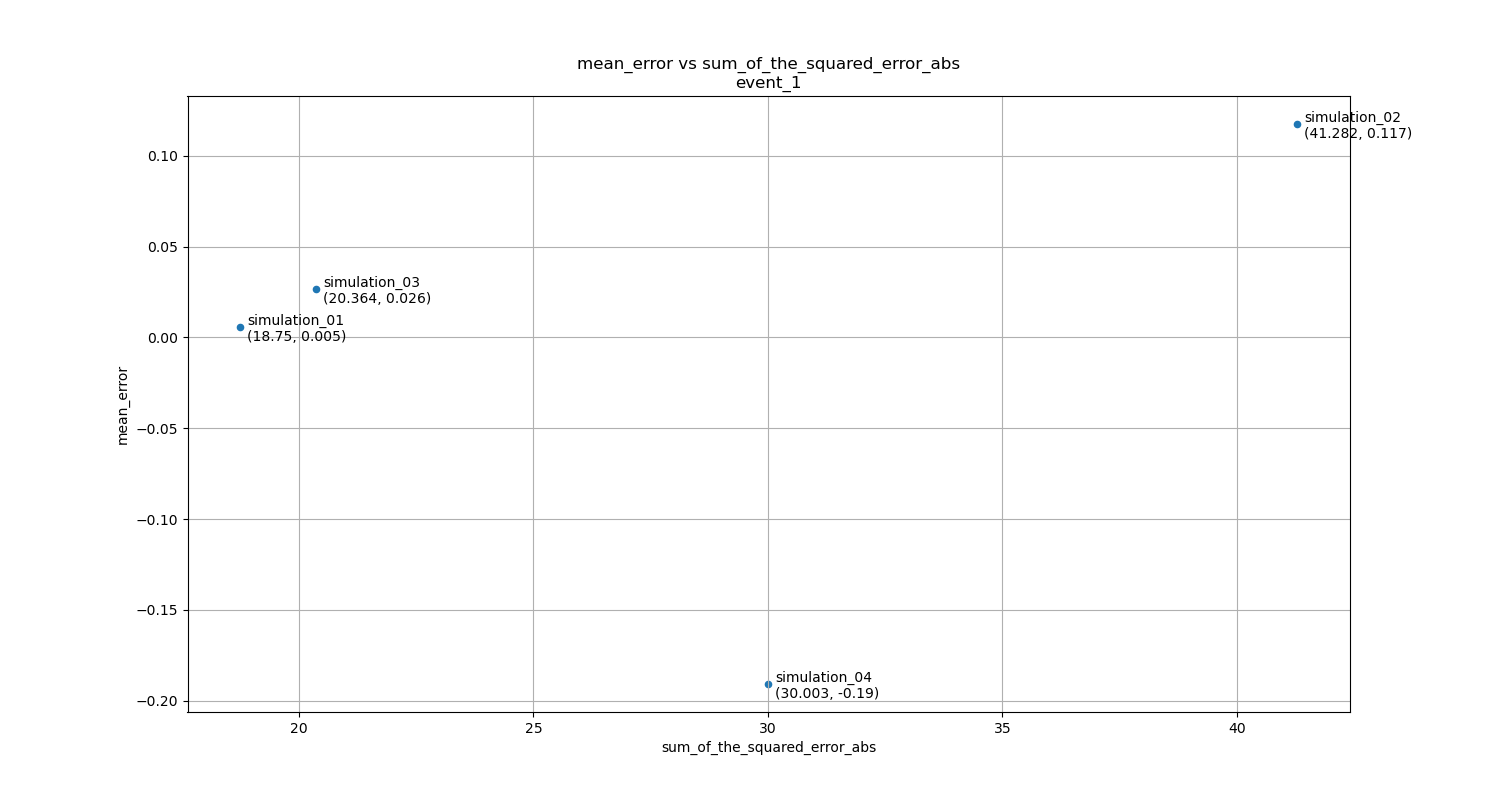 mean_error vs sum_of_the_squared_error_abs
event_1
simulation_02
(41.282, 0.117)
0.10
0.05
simulation_03
(20.364, 0.026)
simulation_01
(18.75, 0.005)
0.00
mean_error
−0.05
−0.10
−0.15
simulation_04
(30.003, -0.19)
−0.20
20 25 30 35 40
sum_of_the_squared_error_abs